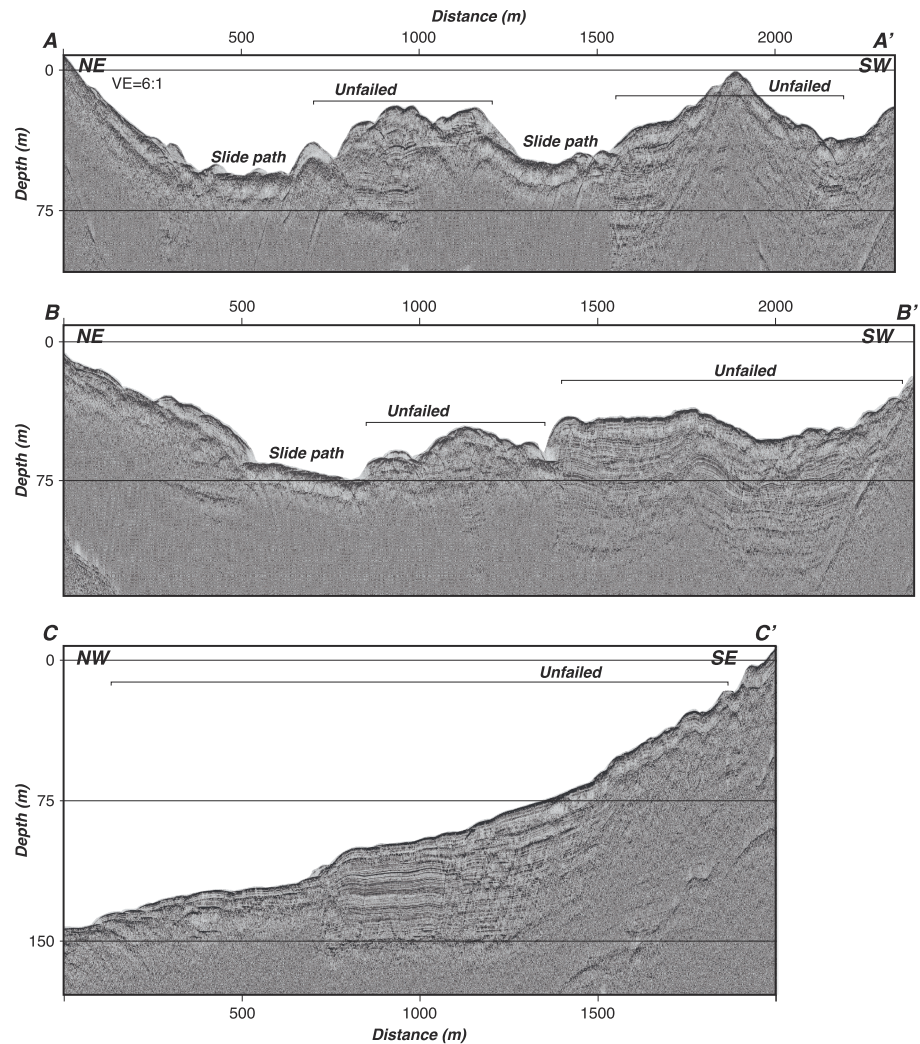 Distance (m)
A 500 1000 1500 2000 A’
0 NE SW
VE=6:1
Unfailed Unfailed
Slide path Slide path
Depth (m)
75
B 500 1000 1500 2000 B’
0 NE SW
Unfailed
Unfailed
Slide path
Depth (m)
75
C C’
0 NW SE
Unfailed
75
Depth (m)
150
500 1000 1500
Distance (m)